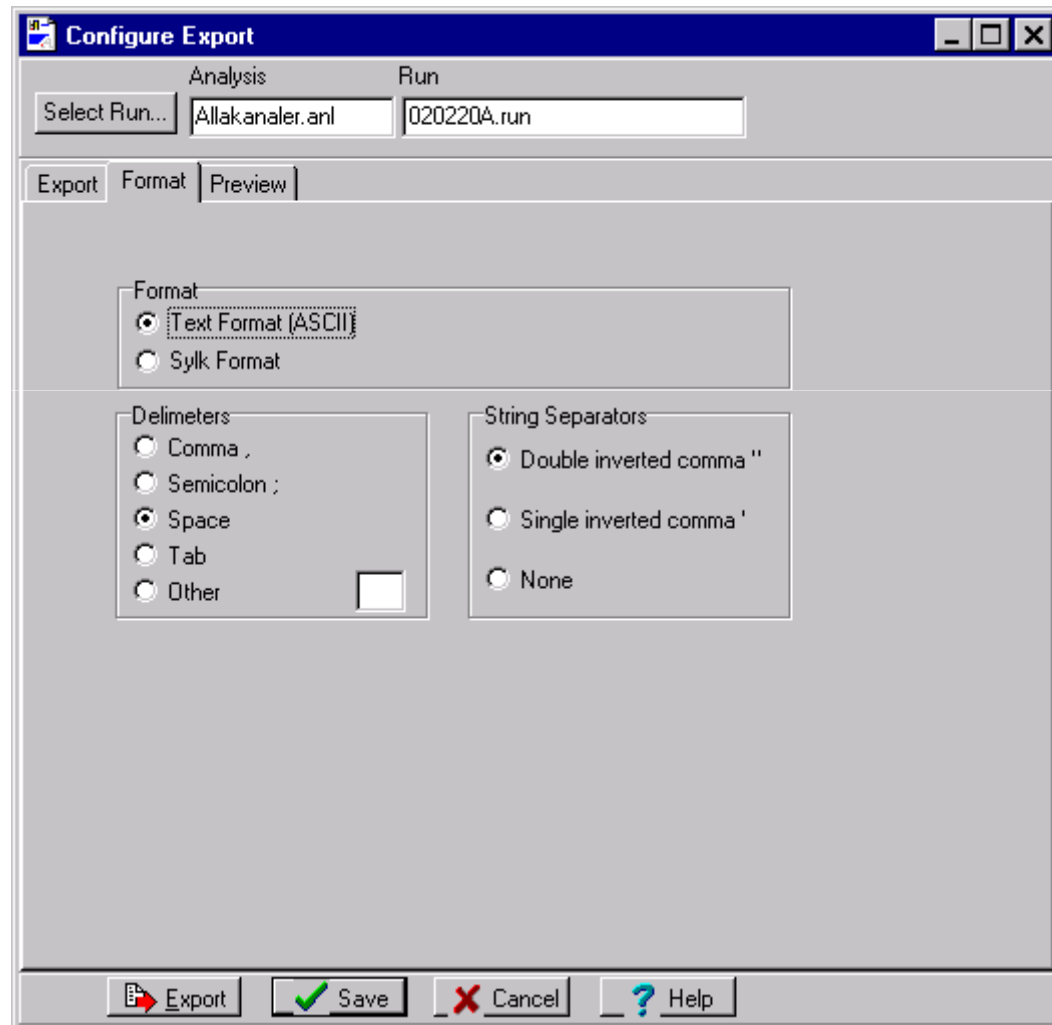 Configure Export
Analysis Run
Select Run... Allakanaler.anl 020220A.run
Export Format Preview
Format
Text Format (ASCII)
Sylk Format
Delimeters
Comma ,
Semicolon ;
Space
Tab
Other
String Separators
Double inverted comma "
Single inverted comma '
None
Export Save Cancel Help